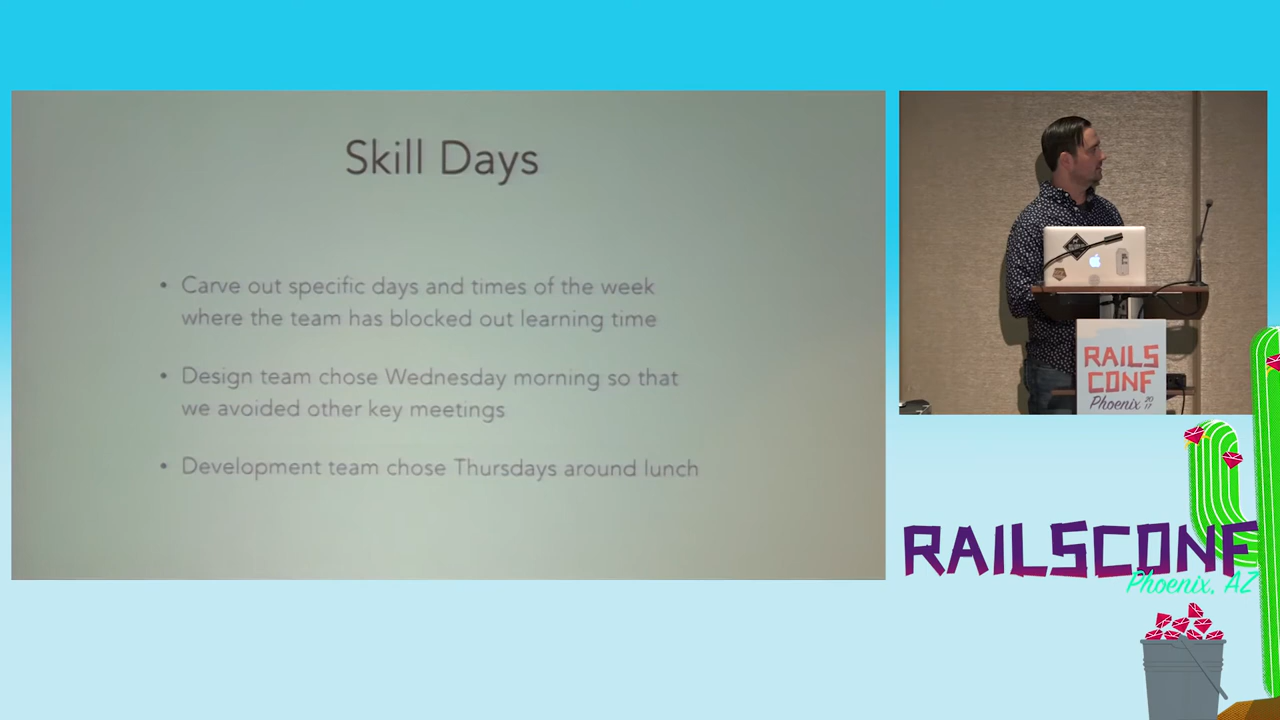 Skill Days
• Carve out specific days and times of the week
where the team has blocked out learning time
• Design team chose Wednesday morning so that
we avoided other key meetings
• Development team chose Thursdays around lunch
RAILS
CONF
Phoenix 20
17
RAILSCONF
Phoenix, AZ